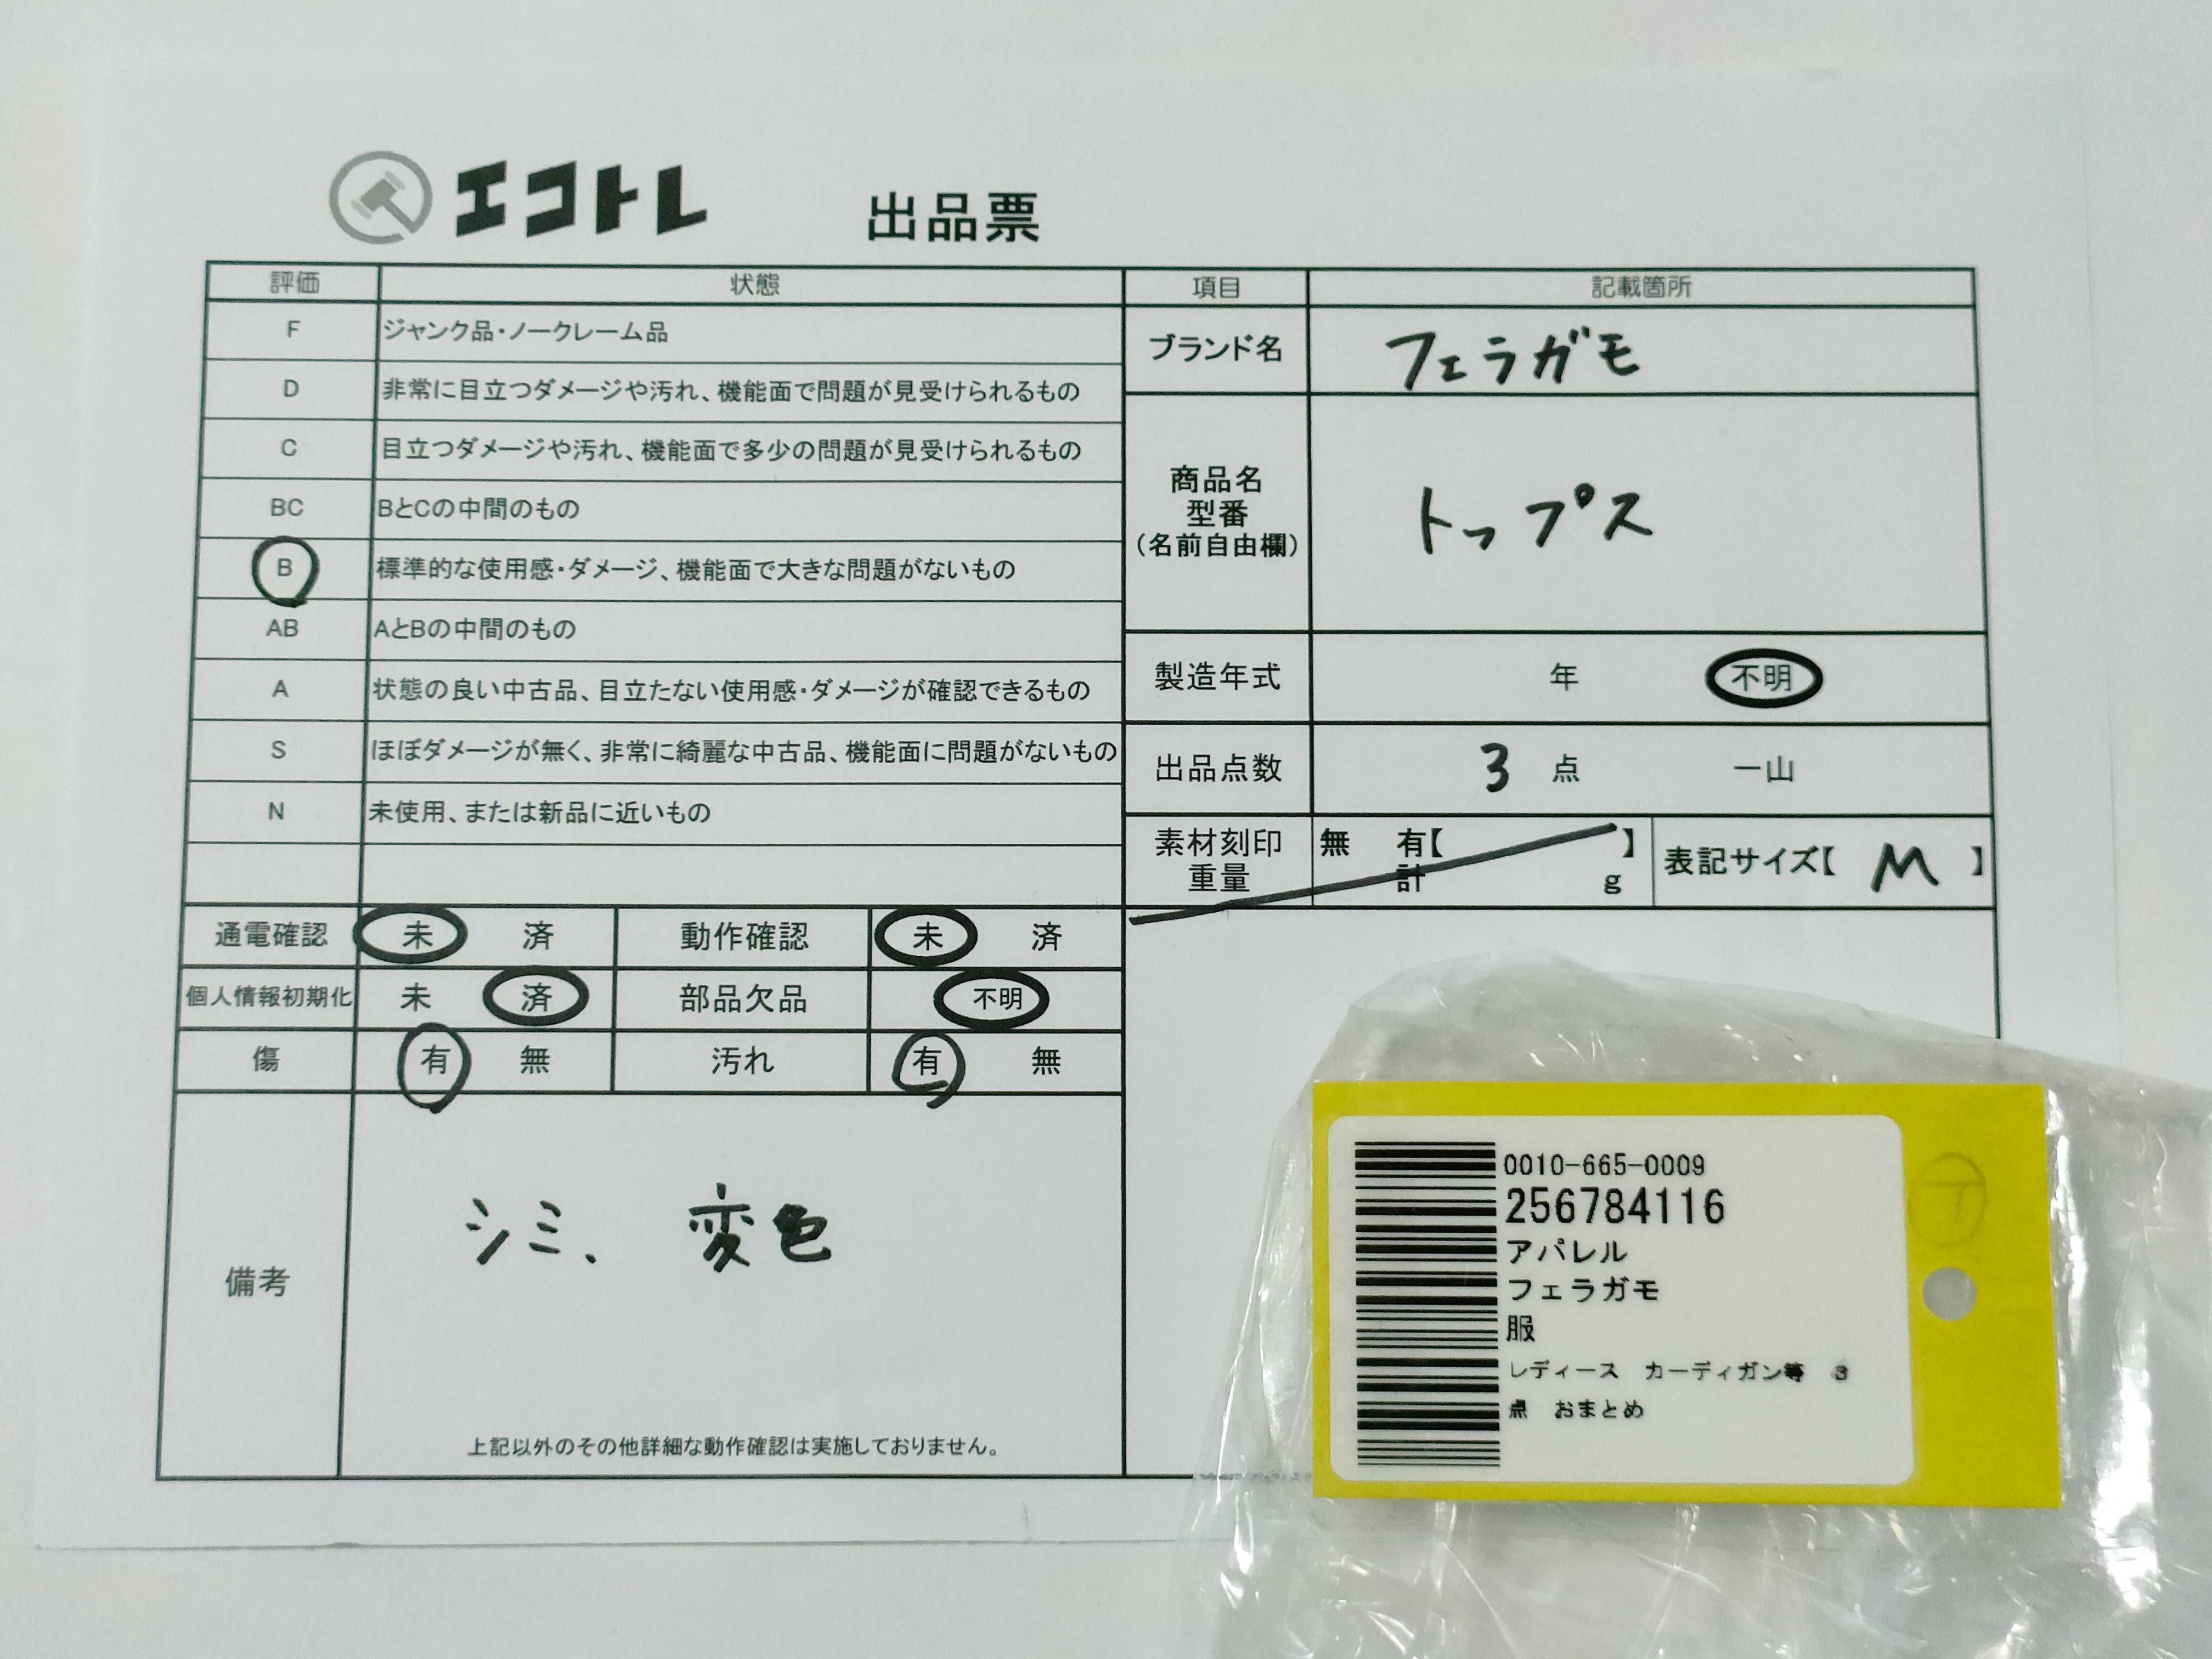 エコトレ 出品票
評価 状態
F ジャンク品・ノークレーム品
D 非常に目立つダメージや汚れ、機能面で問題が見受けられるもの
C 目立つダメージや汚れ、機能面で多少の問題が見受けられるもの
BC BとCの中間のもの
B 標準的な使用感・ダメージ、機能面で大きな問題がないもの
AB AとBの中間のもの
A 状態の良い中古品、目立たない使用感・ダメージが確認できるもの
S ほぼダメージが無く、非常に綺麗な中古品、機能面に問題がないもの
N 未使用、または新品に近いもの
通電確認 未 済 動作確認 未 済
個人情報初期化 未 済 部品欠品 不明
傷 有 無 汚れ 有 無
備考
シミ、 変色
上記以外のその他詳細な動作確認は実施しておりません。
項目 記載箇所
ブランド名 フェラガモ
商品名
型番
(名前自由欄)
トップス
製造年式 年 不明
出品点数 3 点 一山
素材刻印 無 有【 】
重量 計 g
表記サイズ【 M 】
0010-665-0009
256784116
アパレル
フェラガモ
服
レディース カーディガン等 3
点 おまとめ
T